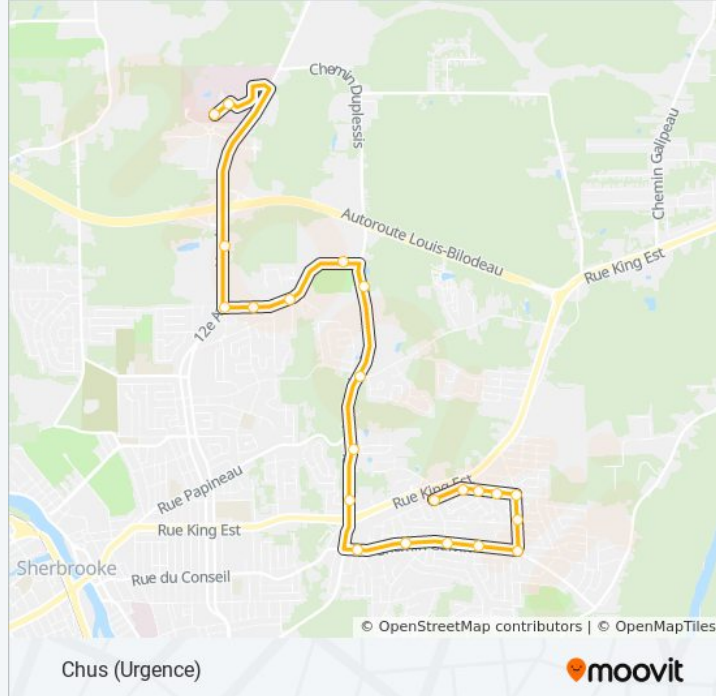 Chemin Duplessis
Chemin Galipeau
Autoroute Louis-Bilodeau
Rue King Est
12e A
Rue King Est
Rue Papineau
Rue King Est
Sherbrooke
Rue du Conseil
© OpenStreetMap contributors | © OpenMapTiles
Chus (Urgence)
moovit